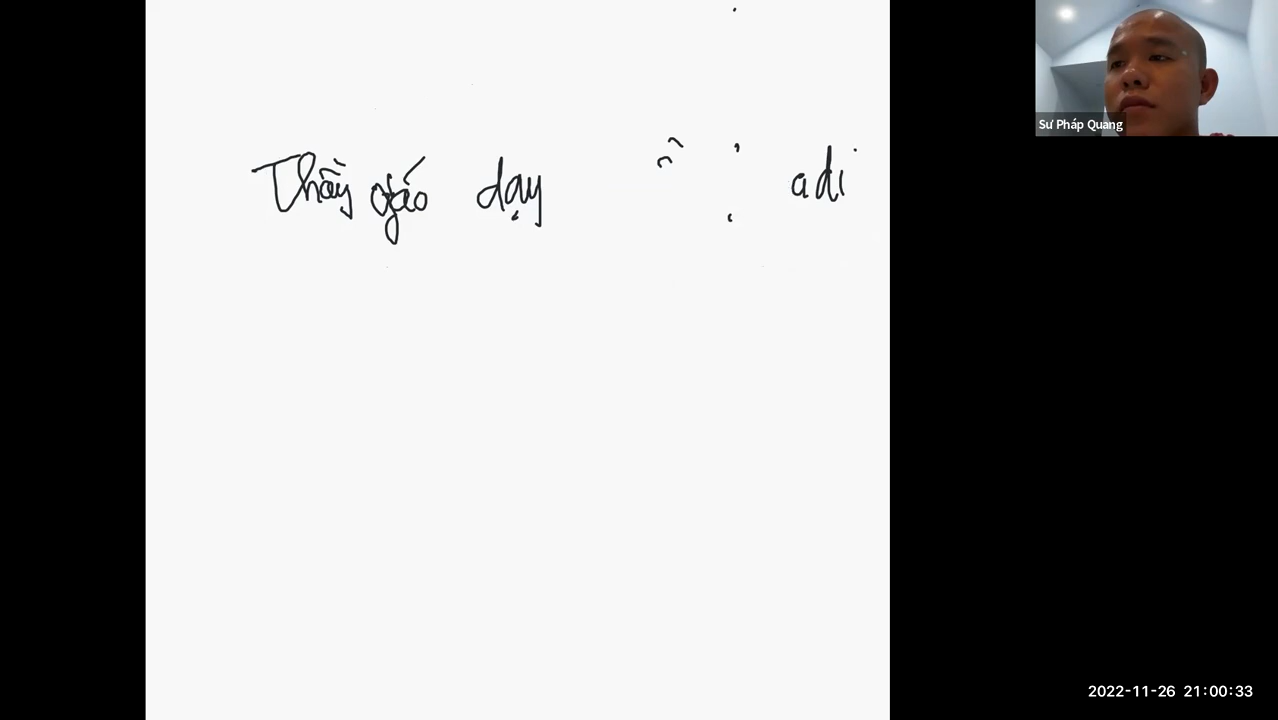 Sư Pháp Quang
Thầy giáo dạy adi
2022-11-26 21:00:33